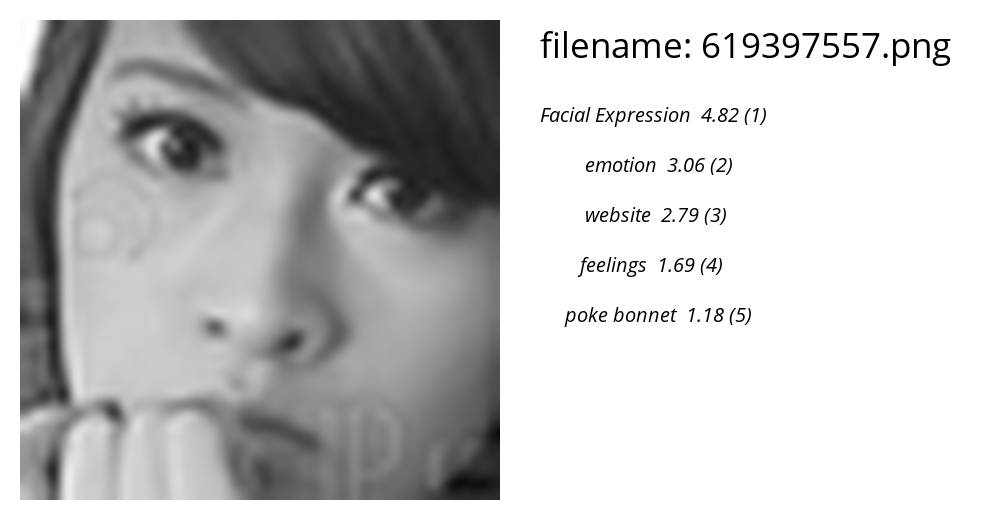 filename: 619397557.png
Facial Expression 4.82 (1)
emotion 3.06 (2)
website 2.79 (3)
feelings 1.69 (4)
poke bonnet 1.18 (5)